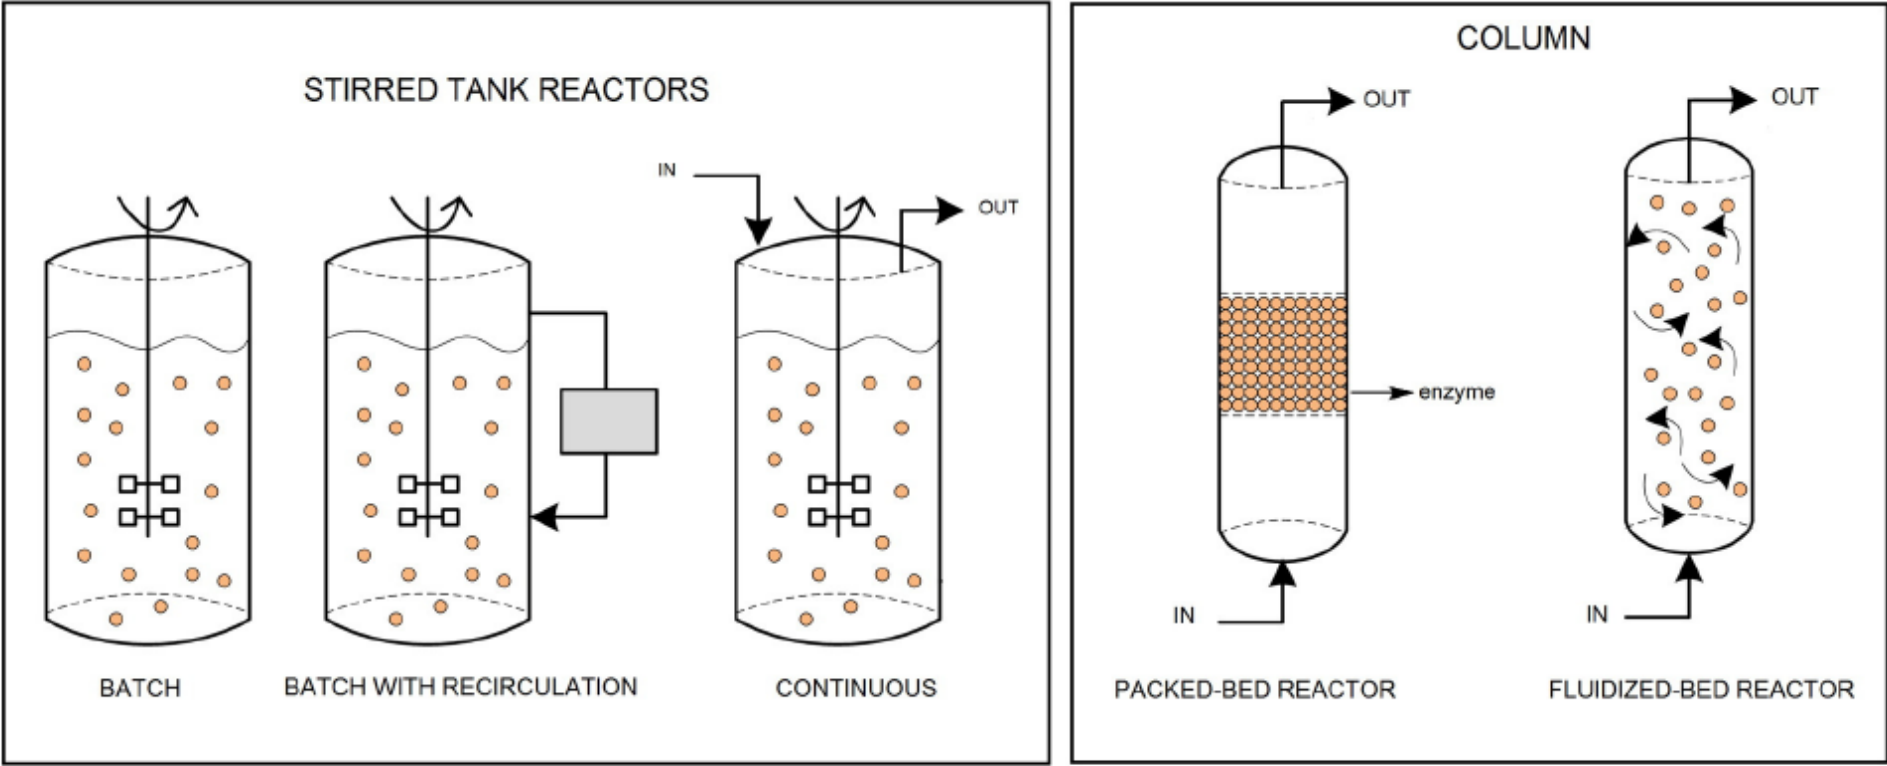 STIRRED TANK REACTORS
IN
OUT
BATCH
BATCH WITH RECIRCULATION
CONTINUOUS
COLUMN
OUT
OUT
enzyme
IN
IN
PACKED-BED REACTOR
FLUIDIZED-BED REACTOR